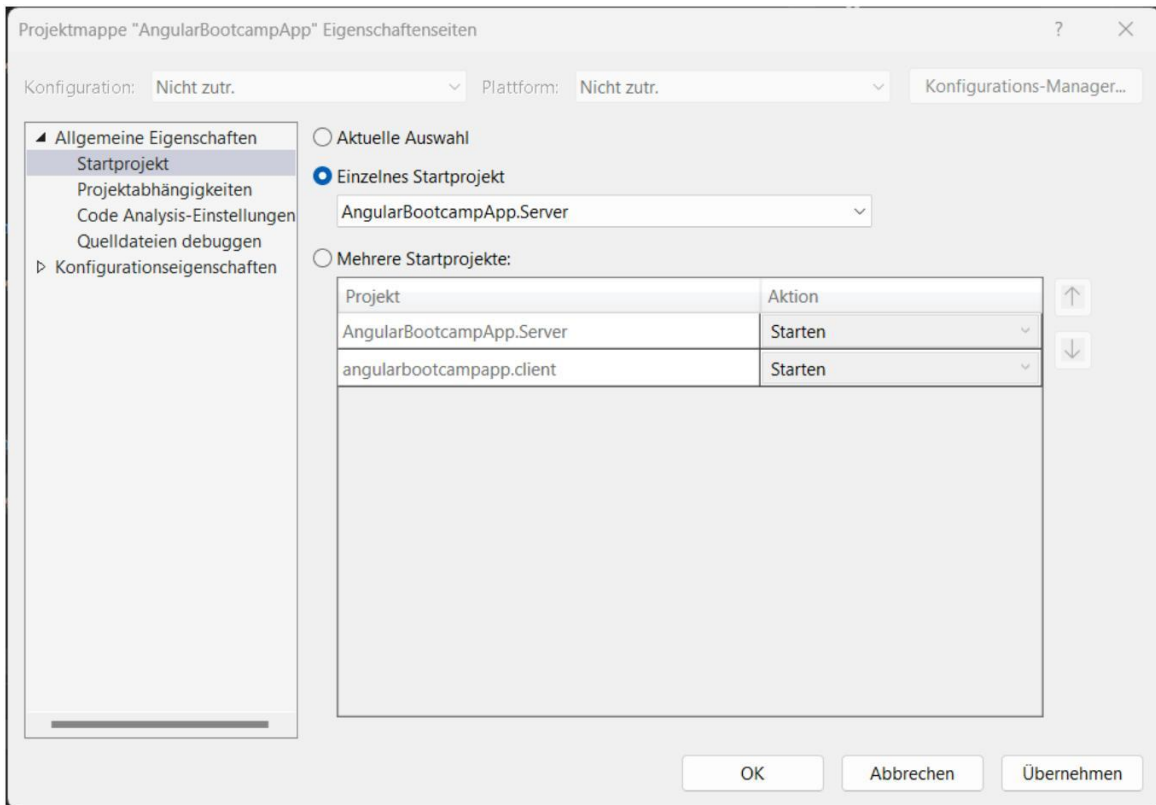 Projektmappe "AngularBootcampApp" Eigenschaftenseiten
Konfiguration: Nicht zutr. Plattform: Nicht zutr. Konfigurations-Manager...
Allgemeine Eigenschaften
Startprojekt
Projektabhängigkeiten
Code Analysis-Einstellungen
Quelldateien debuggen
Konfigurationseigenschaften
Aktuelle Auswahl
Einzelnes Startprojekt
AngularBootcampApp.Server
Mehrere Startprojekte:
Projekt Aktion
AngularBootcampApp.Server Starten
angularbootcampapp.client Starten
OK Abbrechen Übernehmen